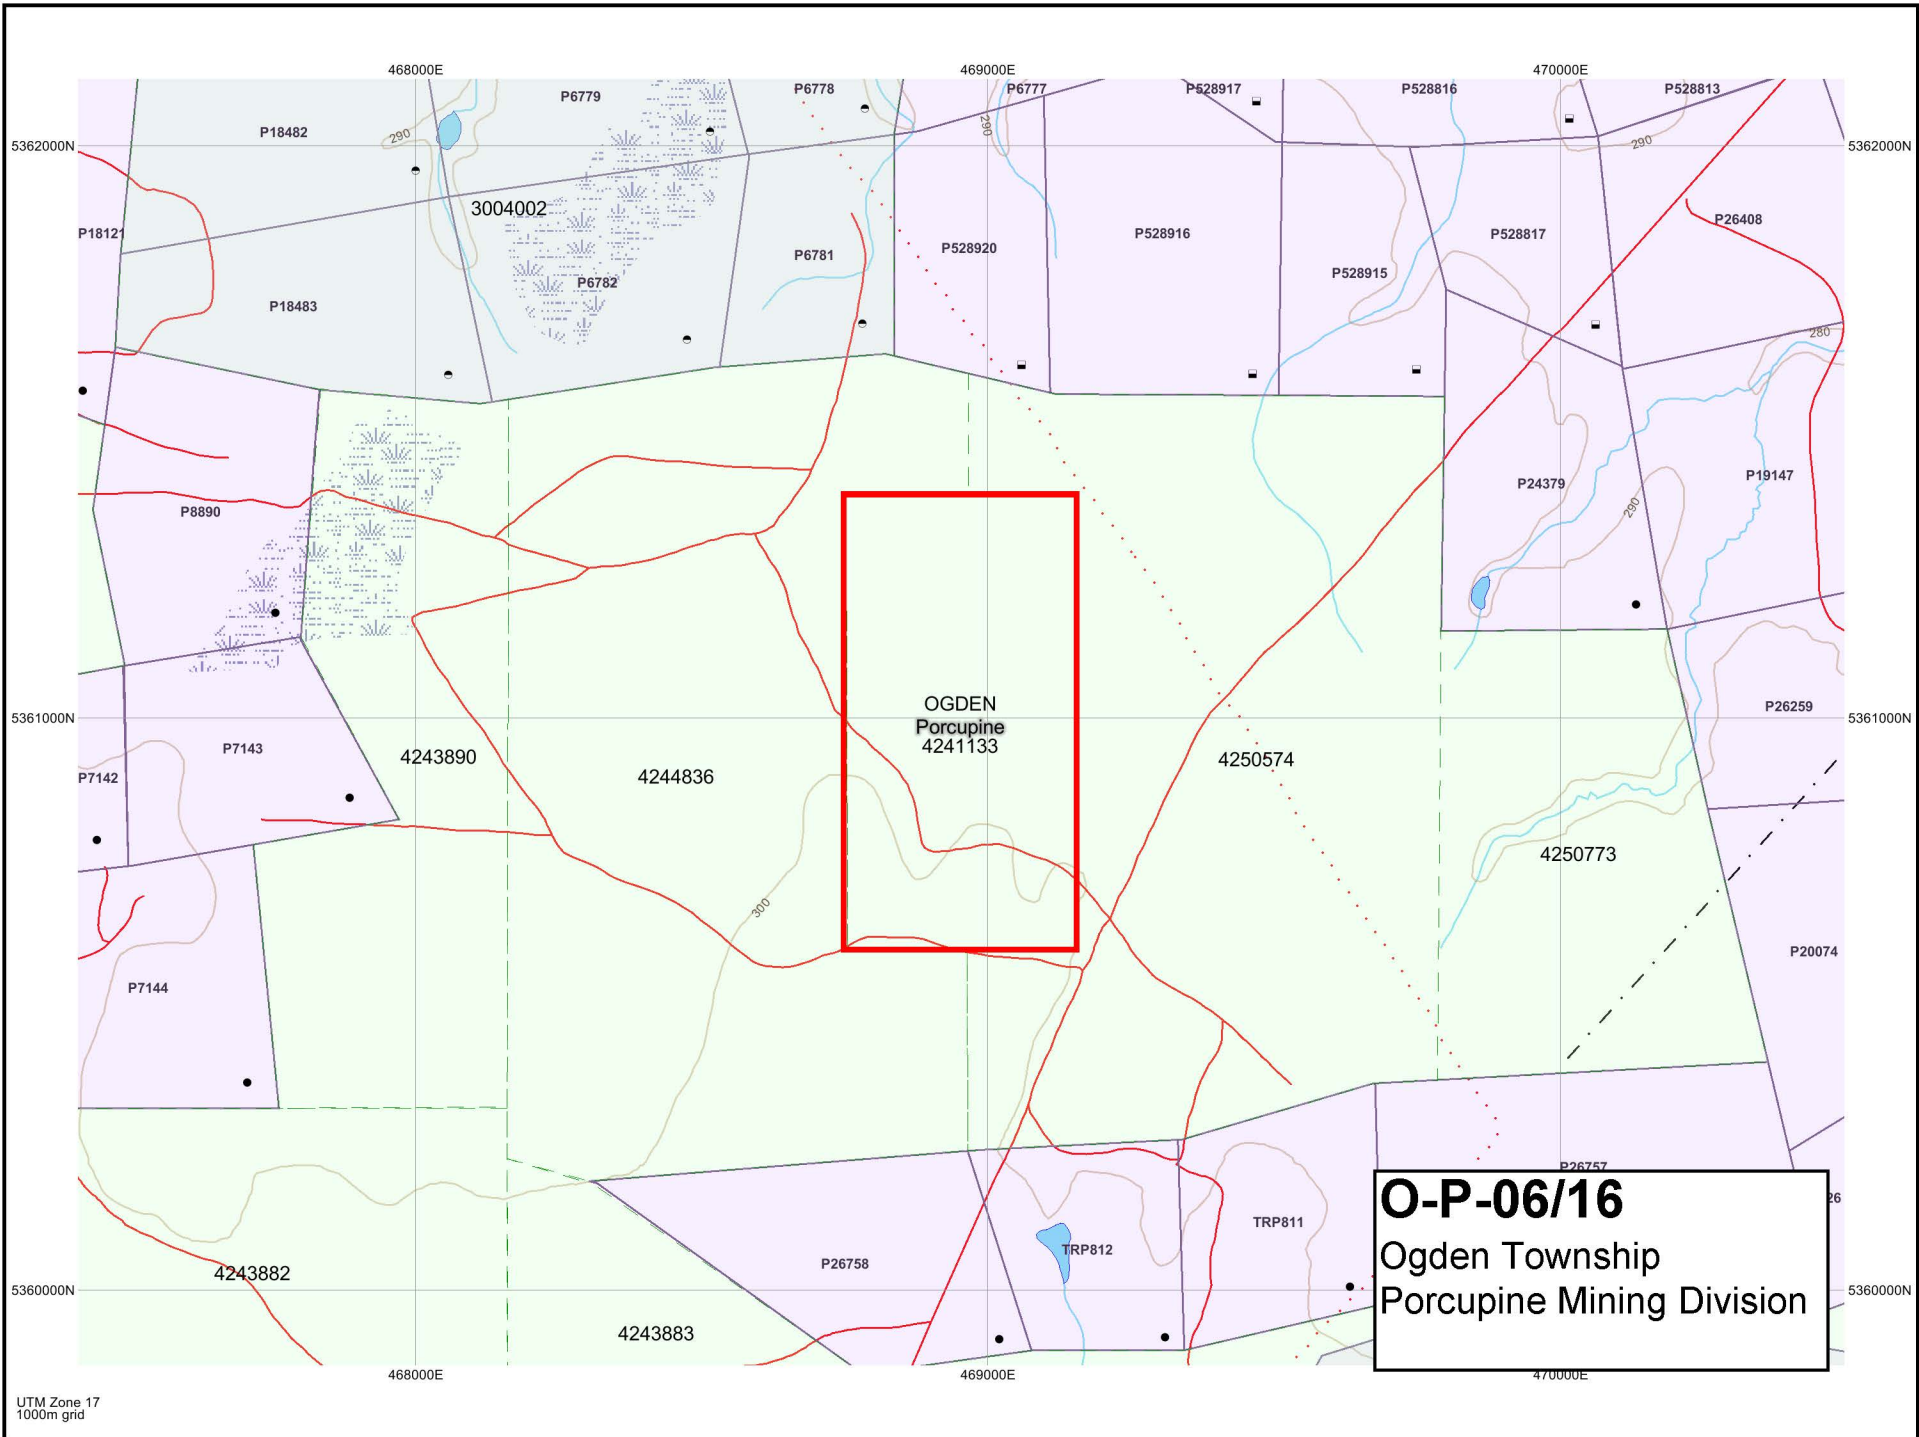 468000E 469000E 470000E
P6779 P6778 P6777 P528917 P528816 P528813
P18482 290 290 290
5362000N 5362000N
3004002
P18121 P6781 P528920 P528916 P528817 P26408
P18483 P6782 P528915
280
P8890 P24379 P19147
290
OGDEN
Porcupine
4241133
5361000N 5361000N
P26259
P7142 P7143 4243890 4244836 4250574
4250773
300
P20074
P7144
P26757
TRP811
26
P26758 TRP812
4243882
5360000N 5360000N
4243883
O-P-06/16
Ogden Township
Porcupine Mining Division
468000E 469000E 470000E
UTM Zone 17
1000m grid